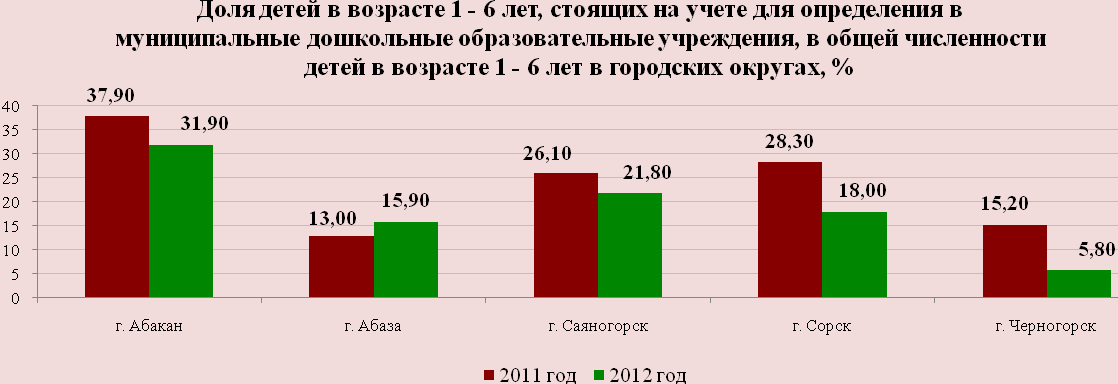 Доля детей в возрасте 1 - 6 лет, стоящих на учете для определения в
муниципальные дошкольные образовательные учреждения, в общей численности
детей в возрасте 1 - 6 лет в городских округах, %
40
35
30
25
20
15
10
5
0
37,90
31,90
13,00
15,90
26,10
21,80
28,30
18,00
15,20
5,80
г. Абакан
г. Абаза
г. Саяногорск
г. Сорск
г. Черногорск
2011 год
2012 год